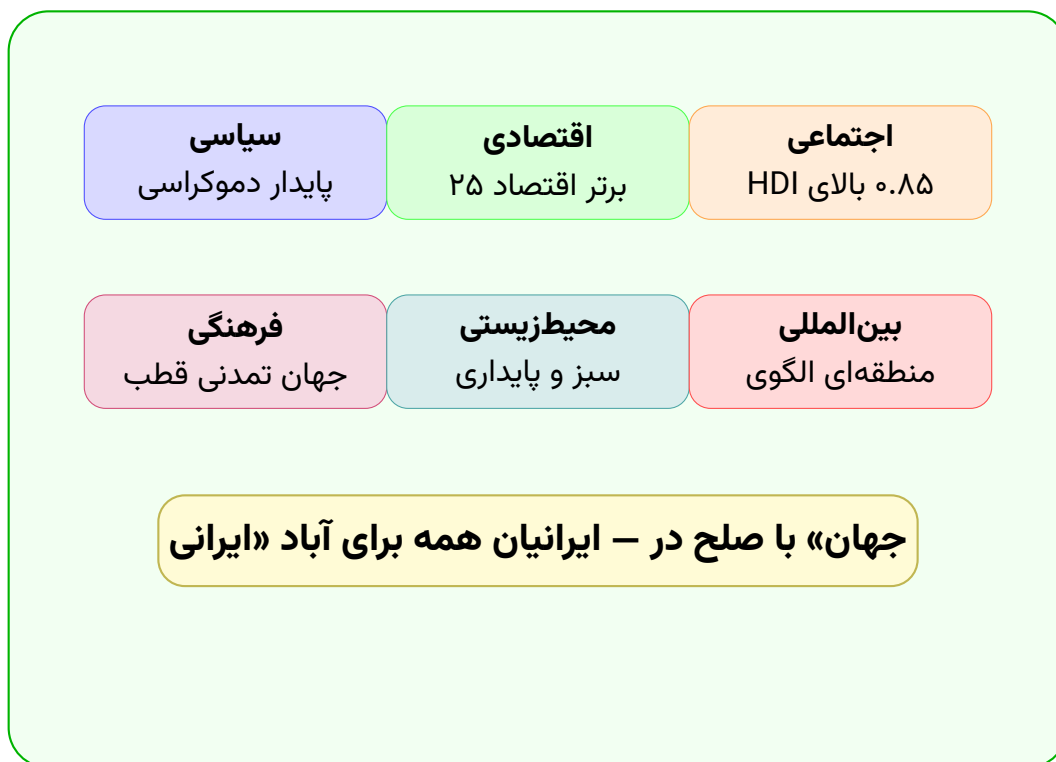 اجتماعی
۰.۸۵ بالای HDI
اقتصادی
برتر اقتصاد ۲۵
سیاسی
پایدار دموکراسی
بین‌المللی
منطقه‌ای الگوی
محیط‌زیستی
سبز و پایداری
فرهنگی
جهان تمدنی قطب
جهان» با صلح در – ایرانیان همه برای آباد «ایرانی